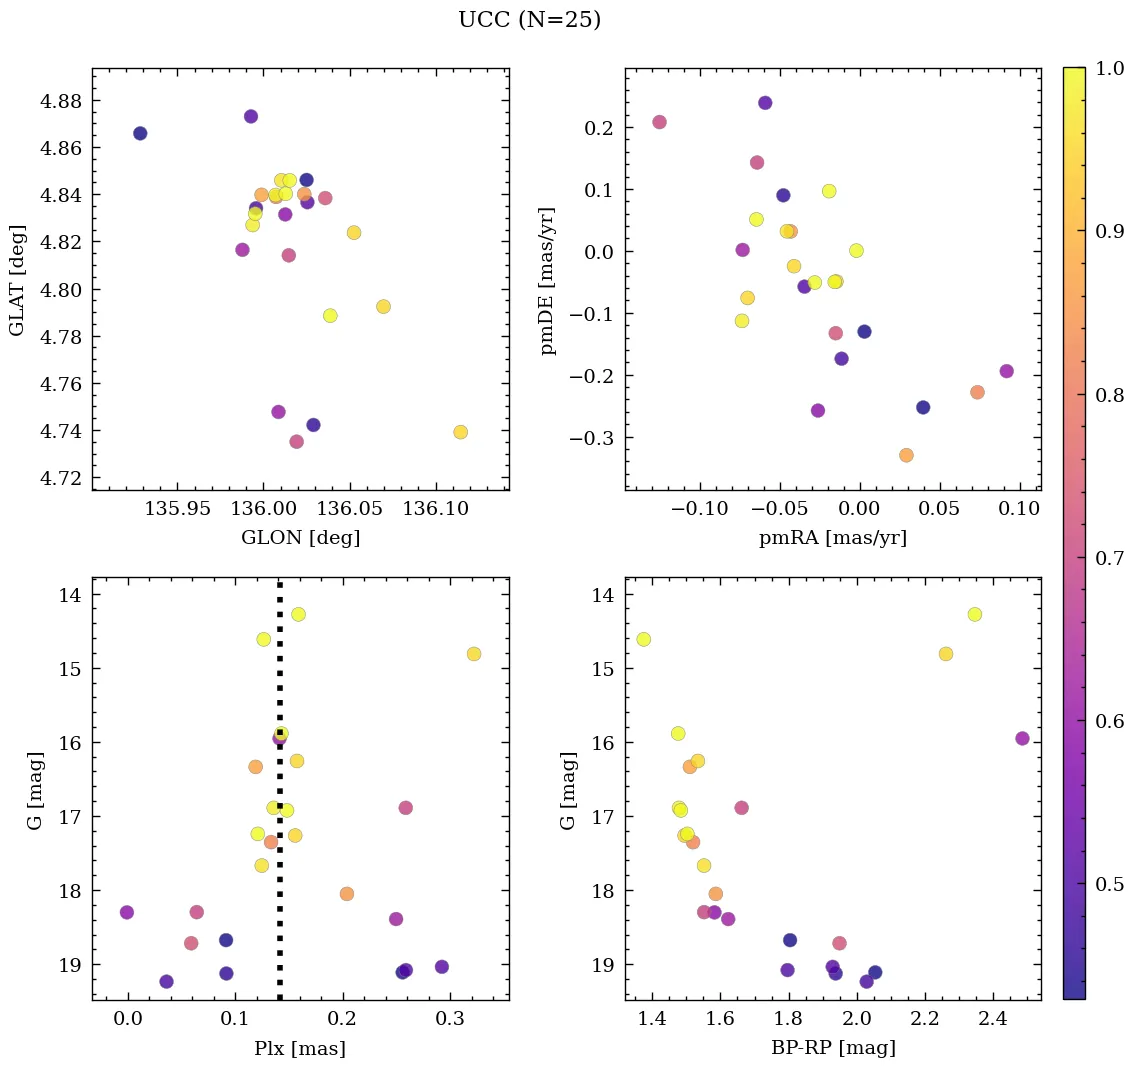 UCC (N=25)
4.88
4.86
4.84
4.82
4.80
4.78
4.76
4.74
4.72
GLAT [deg]
135.95 136.00 136.05 136.10
GLON [deg]
0.2
0.1
0.0
−0.1
−0.2
−0.3
pmDE [mas/yr]
−0.10 −0.05 0.00 0.05 0.10
pmRA [mas/yr]
14
15
16
17
18
19
G [mag]
0.0 0.1 0.2 0.3
Plx [mas]
14
15
16
17
18
19
G [mag]
1.4 1.6 1.8 2.0 2.2 2.4
BP-RP [mag]
1.0
0.9
0.8
0.7
0.6
0.5